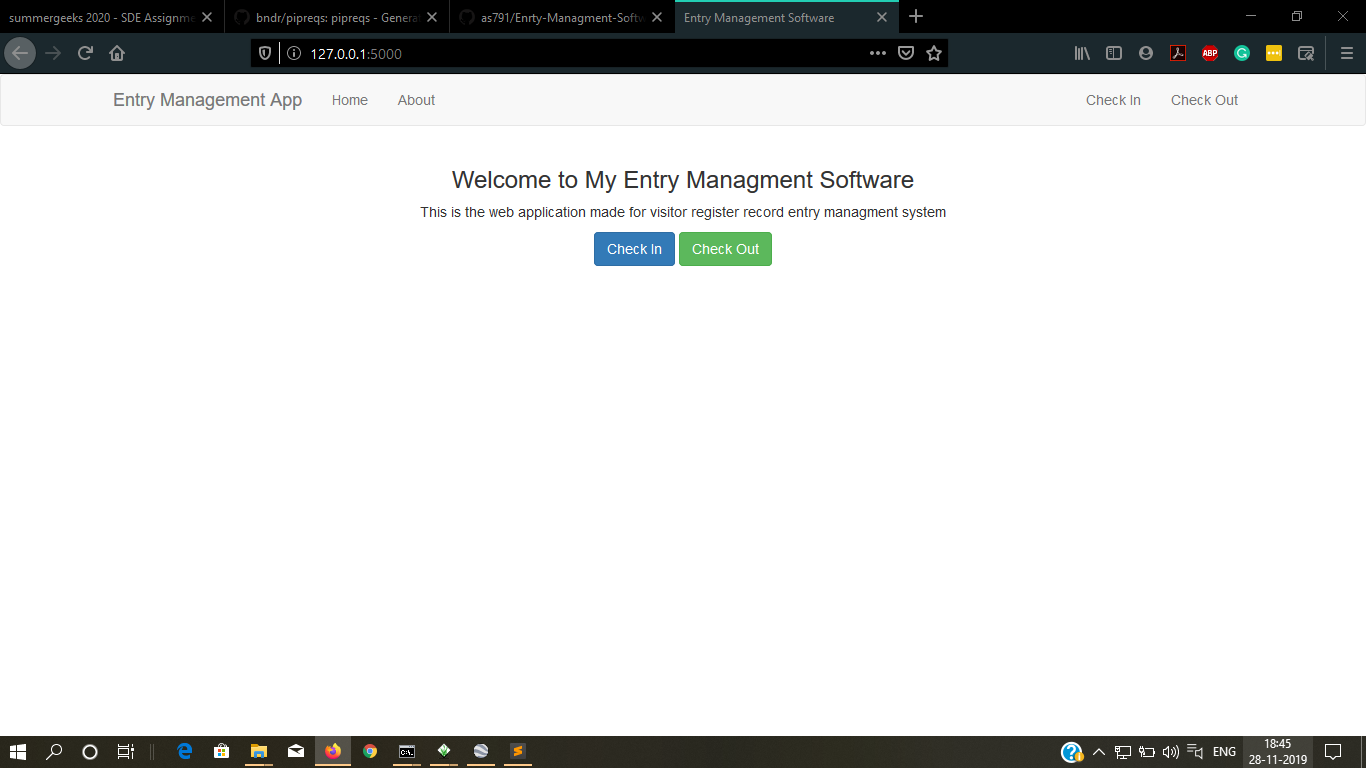 summergeeks 2020 - SDE Assignme
bndr/pipreqs: pipreqs - Genera
as791/Enrty-Managment-Softw
Entry Management Software
127.0.0.1:5000
ABP
Entry Management App
Home
About
Check In
Check Out
Welcome to My Entry Managment Software
This is the web application made for visitor register record entry managment system
Check In
Check Out
ENG
18:45
28-11-2019